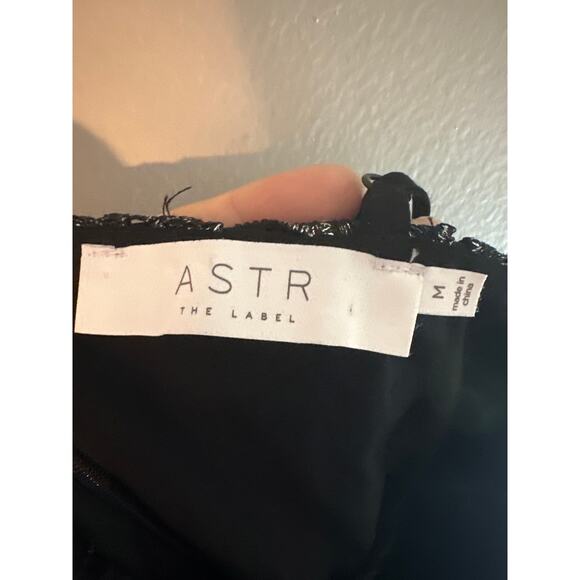 ASTR
THE LABEL
M
made in
china